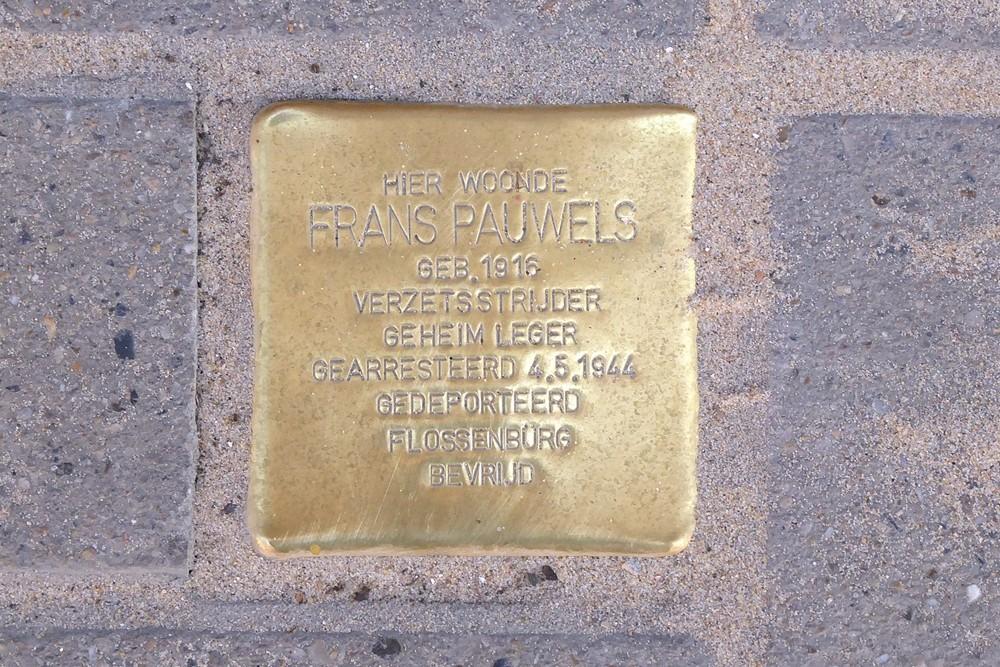 HIER WOONDE
FRANS PAUWELS
GEB. 1916
VERZETSSTRIJDER
GEHEIM LEGER
GEARRESTEERD 4.5.1944
GEDEPORTEERD
FLOSSENBÜRG
BEVRIJD